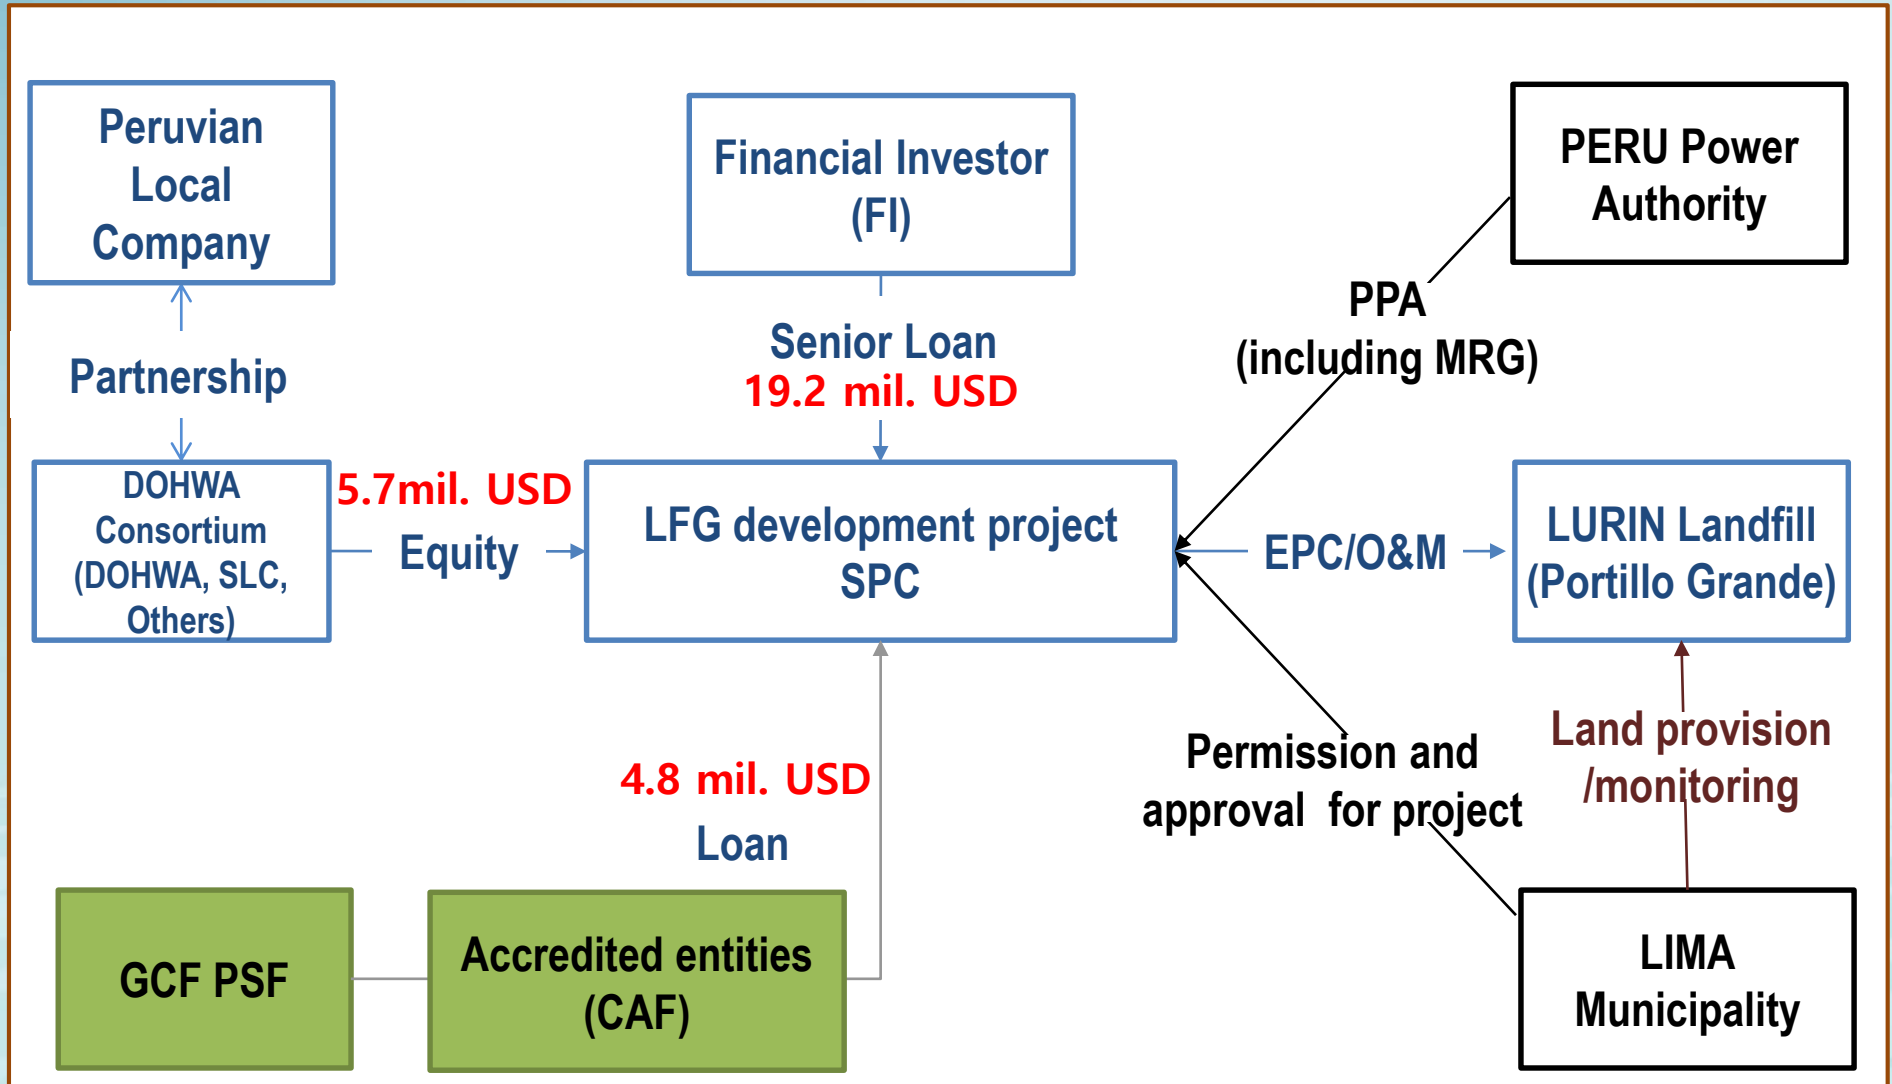 Peruvian
Local
Company
Financial Investor
(FI)
PERU Power
Authority
Partnership
Senior Loan
19.2 mil. USD
PPA
(including MRG)
DOHWA
Consortium
(DOHWA, SLC,
Others)
5.7mil. USD
Equity
LFG development project
SPC
EPC/O&M
LURIN Landfill
(Portillo Grande)
4.8 mil. USD
Loan
Permission and
approval for project
Land provision
/monitoring
GCF PSF
Accredited entities
(CAF)
LIMA
Municipality